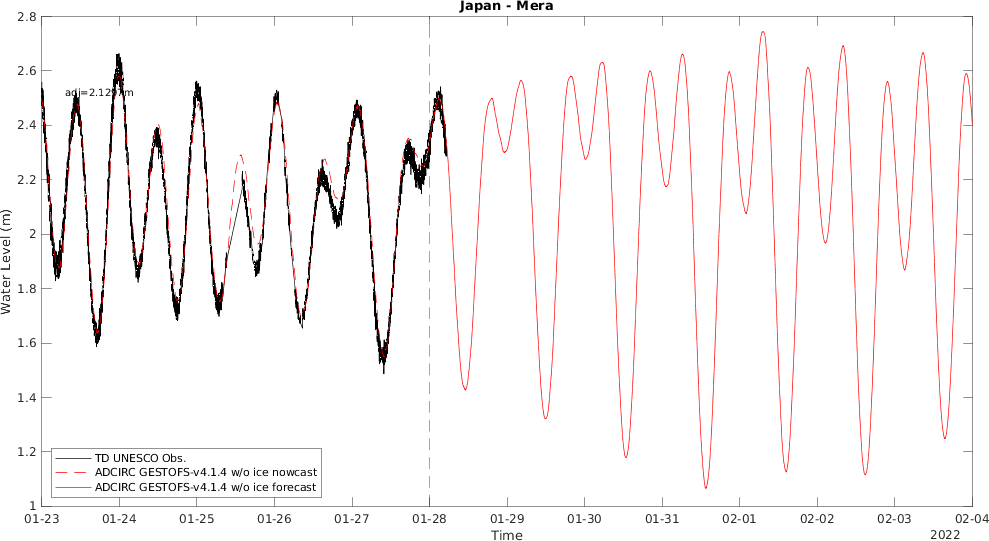 Japan - Mera
2.8
2.6
2.4
2.2
2
1.8
1.6
1.4
1.2
1
Water Level (m)
adj=2.1297m
TD UNESCO Obs.
ADCIRC GESTOFS-v4.1.4 w/o ice nowcast
ADCIRC GESTOFS-v4.1.4 w/o ice forecast
01-23 01-24 01-25 01-26 01-27 01-28 01-29 01-30 01-31 02-01 02-02 02-03 02-04
Time
2022